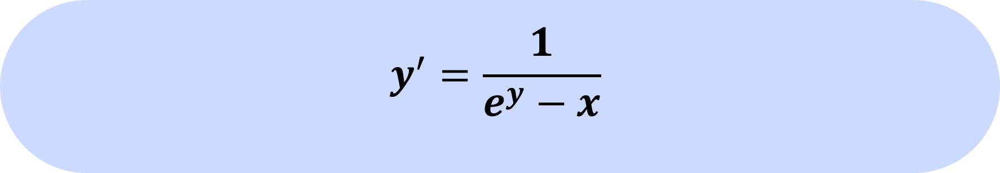 y′ = 1 / (e^y − x)